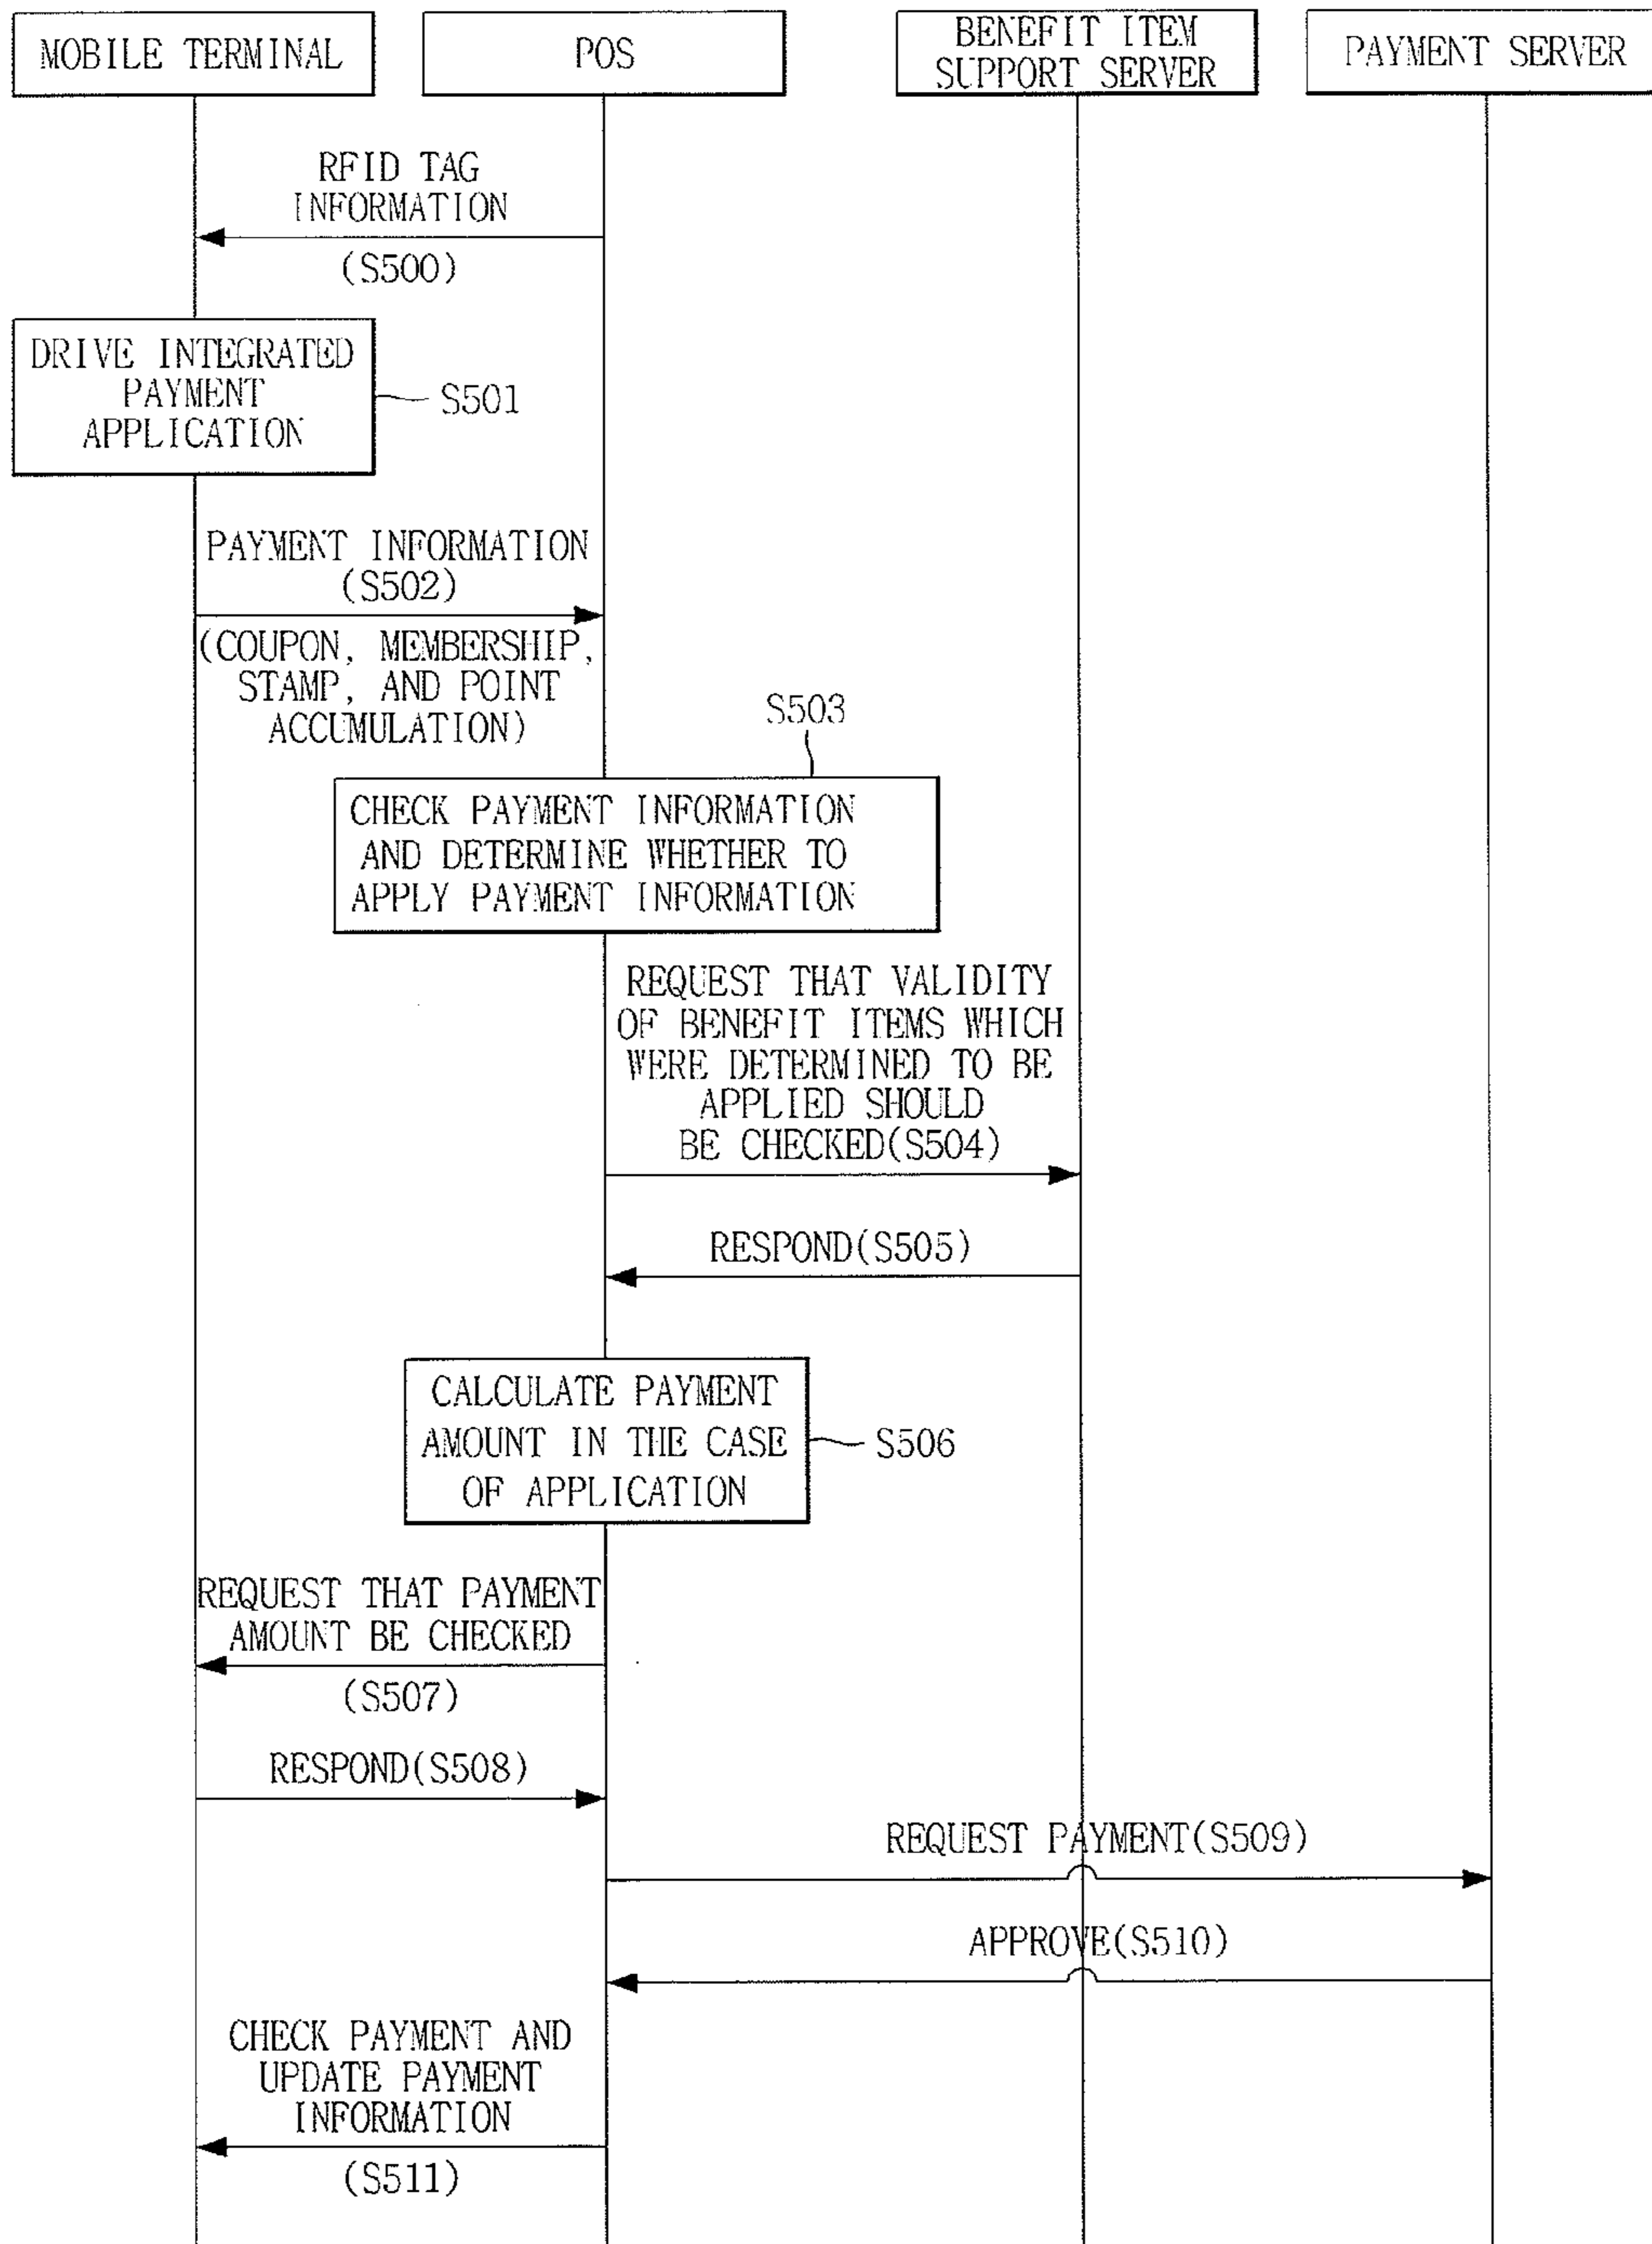 MOBILE TERMINAL
POS
BENEFIT ITEM
SUPPORT SERVER
PAYMENT SERVER
RFID TAG
INFORMATION
(S500)
DRIVE INTEGRATED
PAYMENT
APPLICATION
S501
PAYMENT INFORMATION
(S502)
(COUPON, MEMBERSHIP,
STAMP, AND POINT
ACCUMULATION)
S503
CHECK PAYMENT INFORMATION
AND DETERMINE WHETHER TO
APPLY PAYMENT INFORMATION
REQUEST THAT VALIDITY
OF BENEFIT ITEMS WHICH
WERE DETERMINED TO BE
APPLIED SHOULD
BE CHECKED(S504)
RESPOND(S505)
CALCULATE PAYMENT
AMOUNT IN THE CASE
OF APPLICATION
S506
REQUEST THAT PAYMENT
AMOUNT BE CHECKED
(S507)
RESPOND(S508)
REQUEST PAYMENT(S509)
APPROVE(S510)
CHECK PAYMENT AND
UPDATE PAYMENT
INFORMATION
(S511)